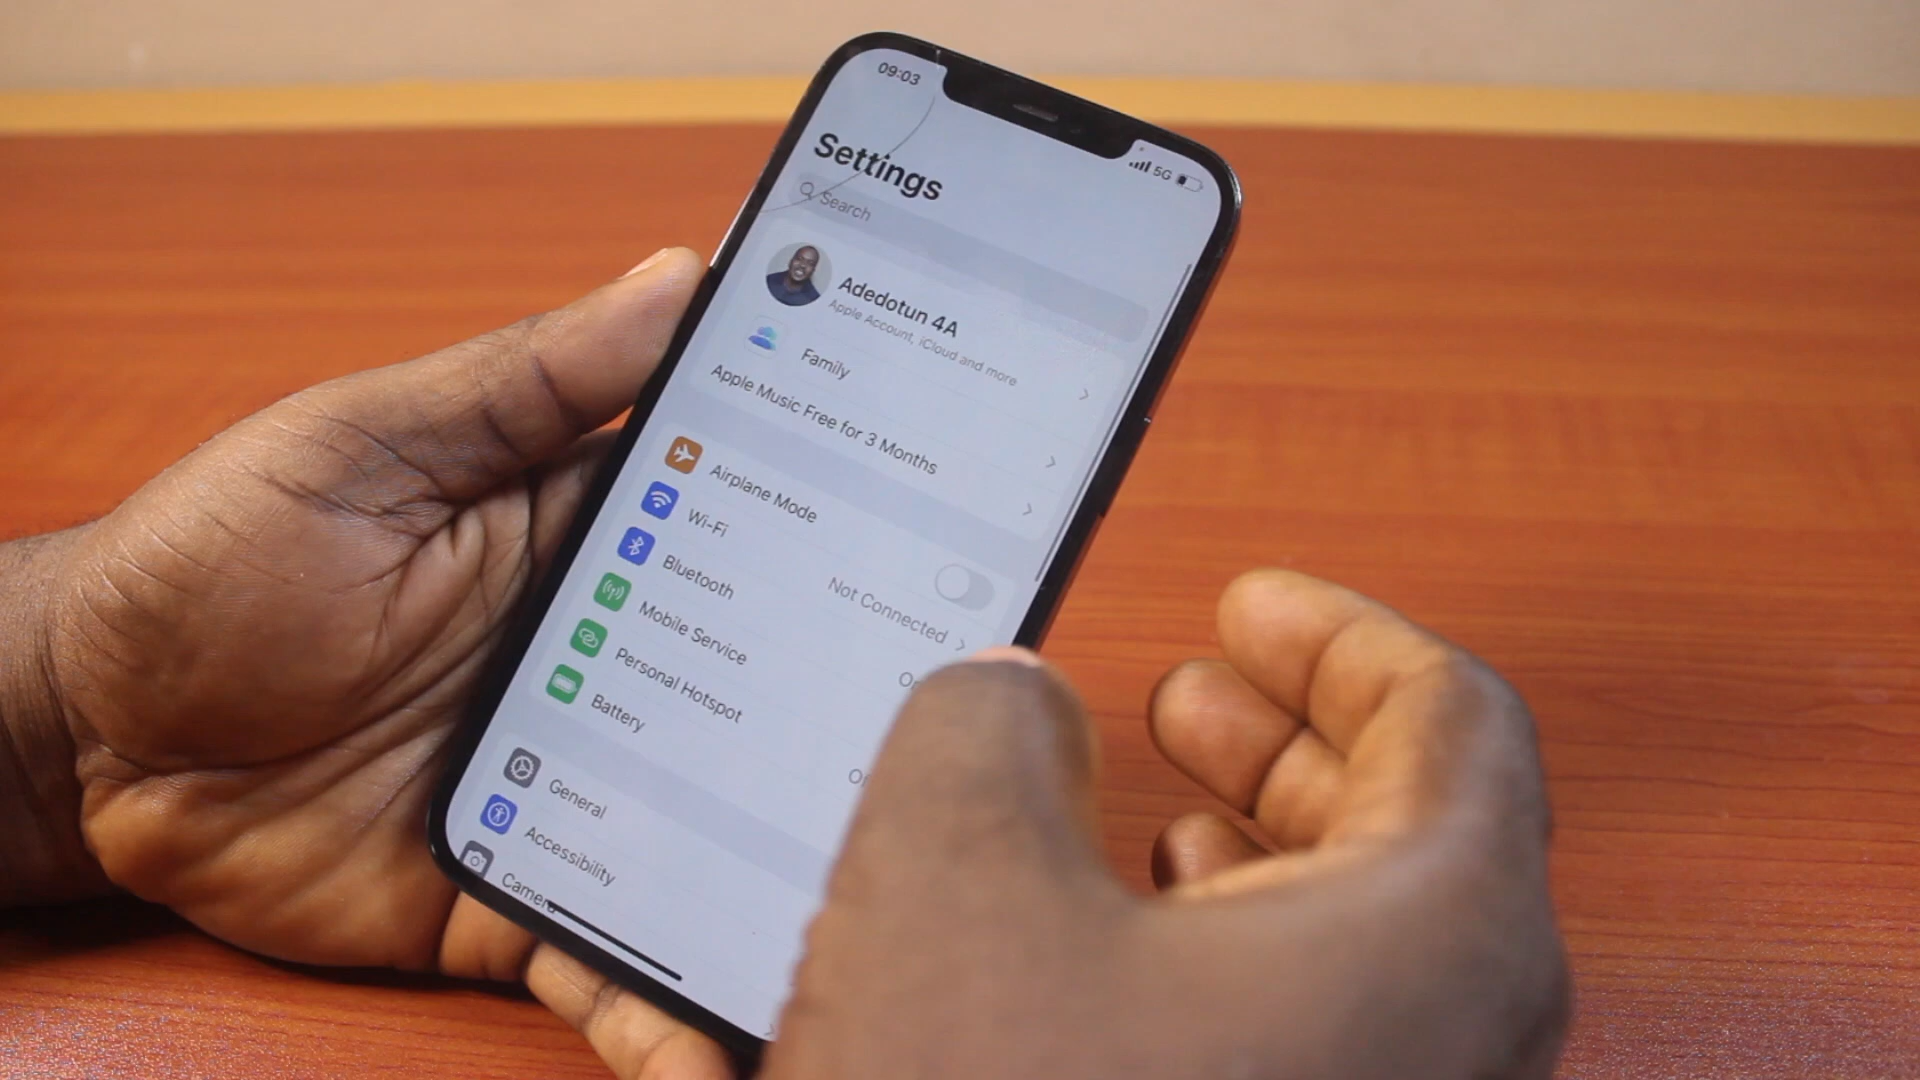 09:03
5G
Settings
Search
Adedotun 4A
Apple Account, iCloud and more
Family
Apple Music Free for 3 Months
Airplane Mode
Wi-Fi
Not Connected
Bluetooth
Mobile Service
Personal Hotspot
Battery
General
Accessibility
Camera